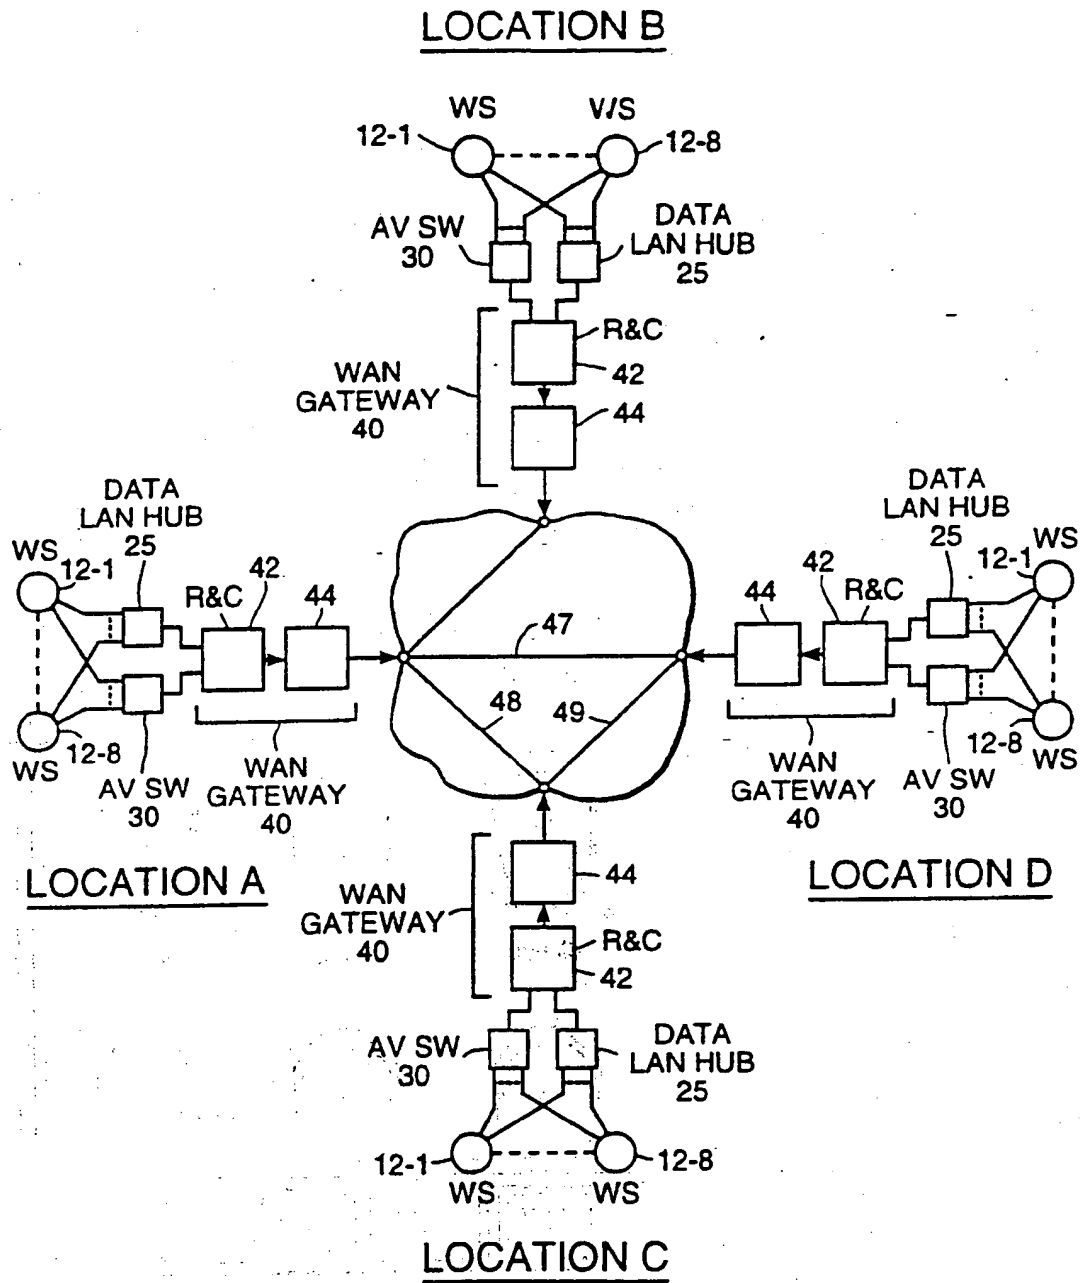 LOCATION B
WS
WS
12-1
12-8
AV SW
30
DATA
LAN HUB
25
R&C
42
WAN
GATEWAY
40
44
DATA
LAN HUB
25
WS
12-1
R&C
42
44
12-8
WS
AV SW
30
WAN
GATEWAY
40
LOCATION A
47
48
49
DATA
LAN HUB
25
WS
12-1
42
R&C
44
12-8
WS
AV SW
30
WAN
GATEWAY
40
LOCATION D
44
WAN
GATEWAY
40
R&C
42
AV SW
30
DATA
LAN HUB
25
12-1
12-8
WS
WS
LOCATION C